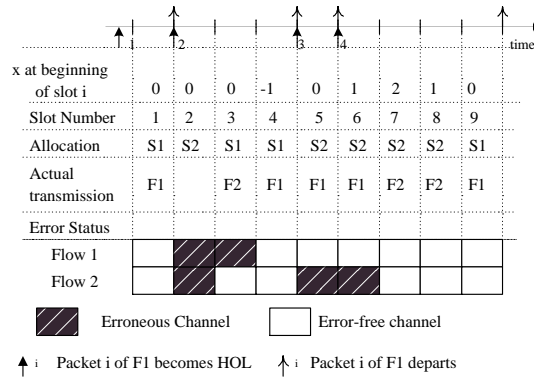 1 2 3 4 time
x at beginning
of slot i 0 0 0 -1 0 1 2 1 0
Slot Number 1 2 3 4 5 6 7 8 9
Allocation S1 S2 S1 S1 S2 S2 S2 S2 S1
Actual
transmission F1 F2 F1 F1 F1 F2 F2 F1
Error Status
Flow 1
Flow 2
Erroneous Channel Error-free channel
i Packet i of F1 becomes HOL i Packet i of F1 departs